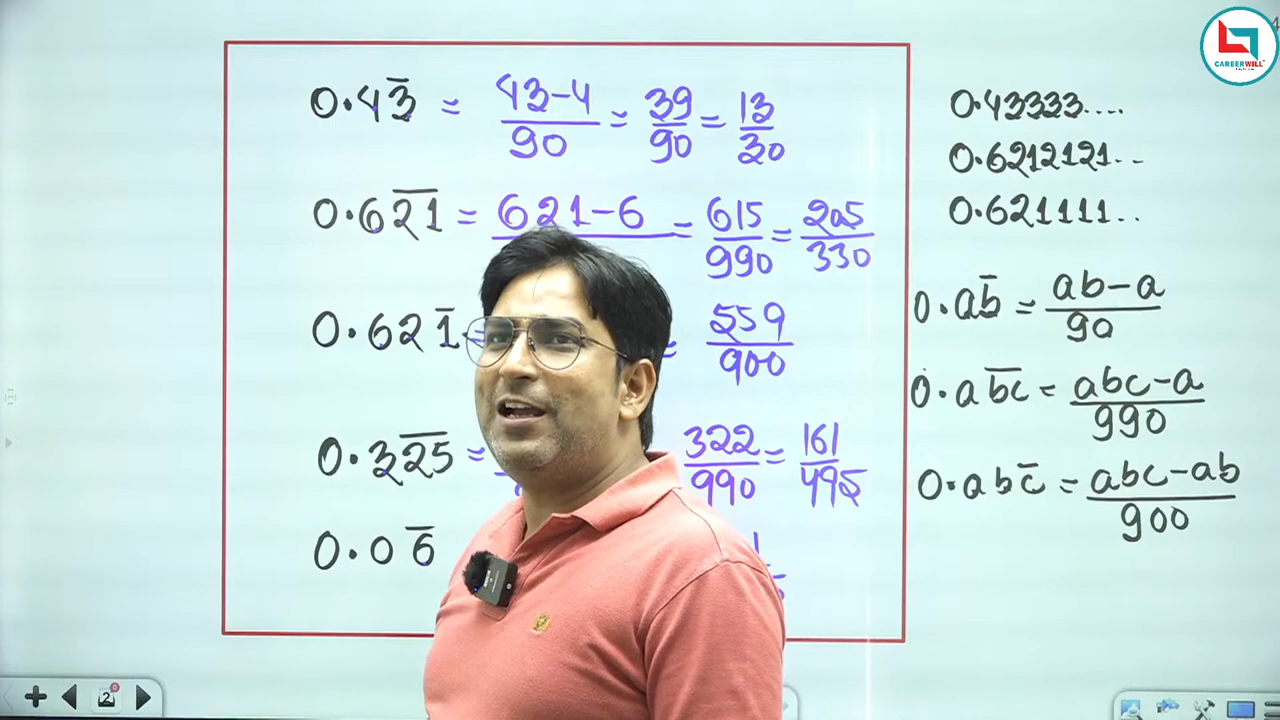 CAREERWILL
0.43̅ = 43-4/90 = 39/90 = 13/30
0.62̅1̅ = 621-6 = 615/990 = 205/330
0.621̅ = = 559/900
0.32̅5̅ = 322/990 = 161/495
0.06̅ 1
0.43333....
0.6212121..
0.621111..
0.ab̅ = ab-a/90
0.ab̅c̅ = abc-a/990
0.abc̅ = abc-ab/900
2